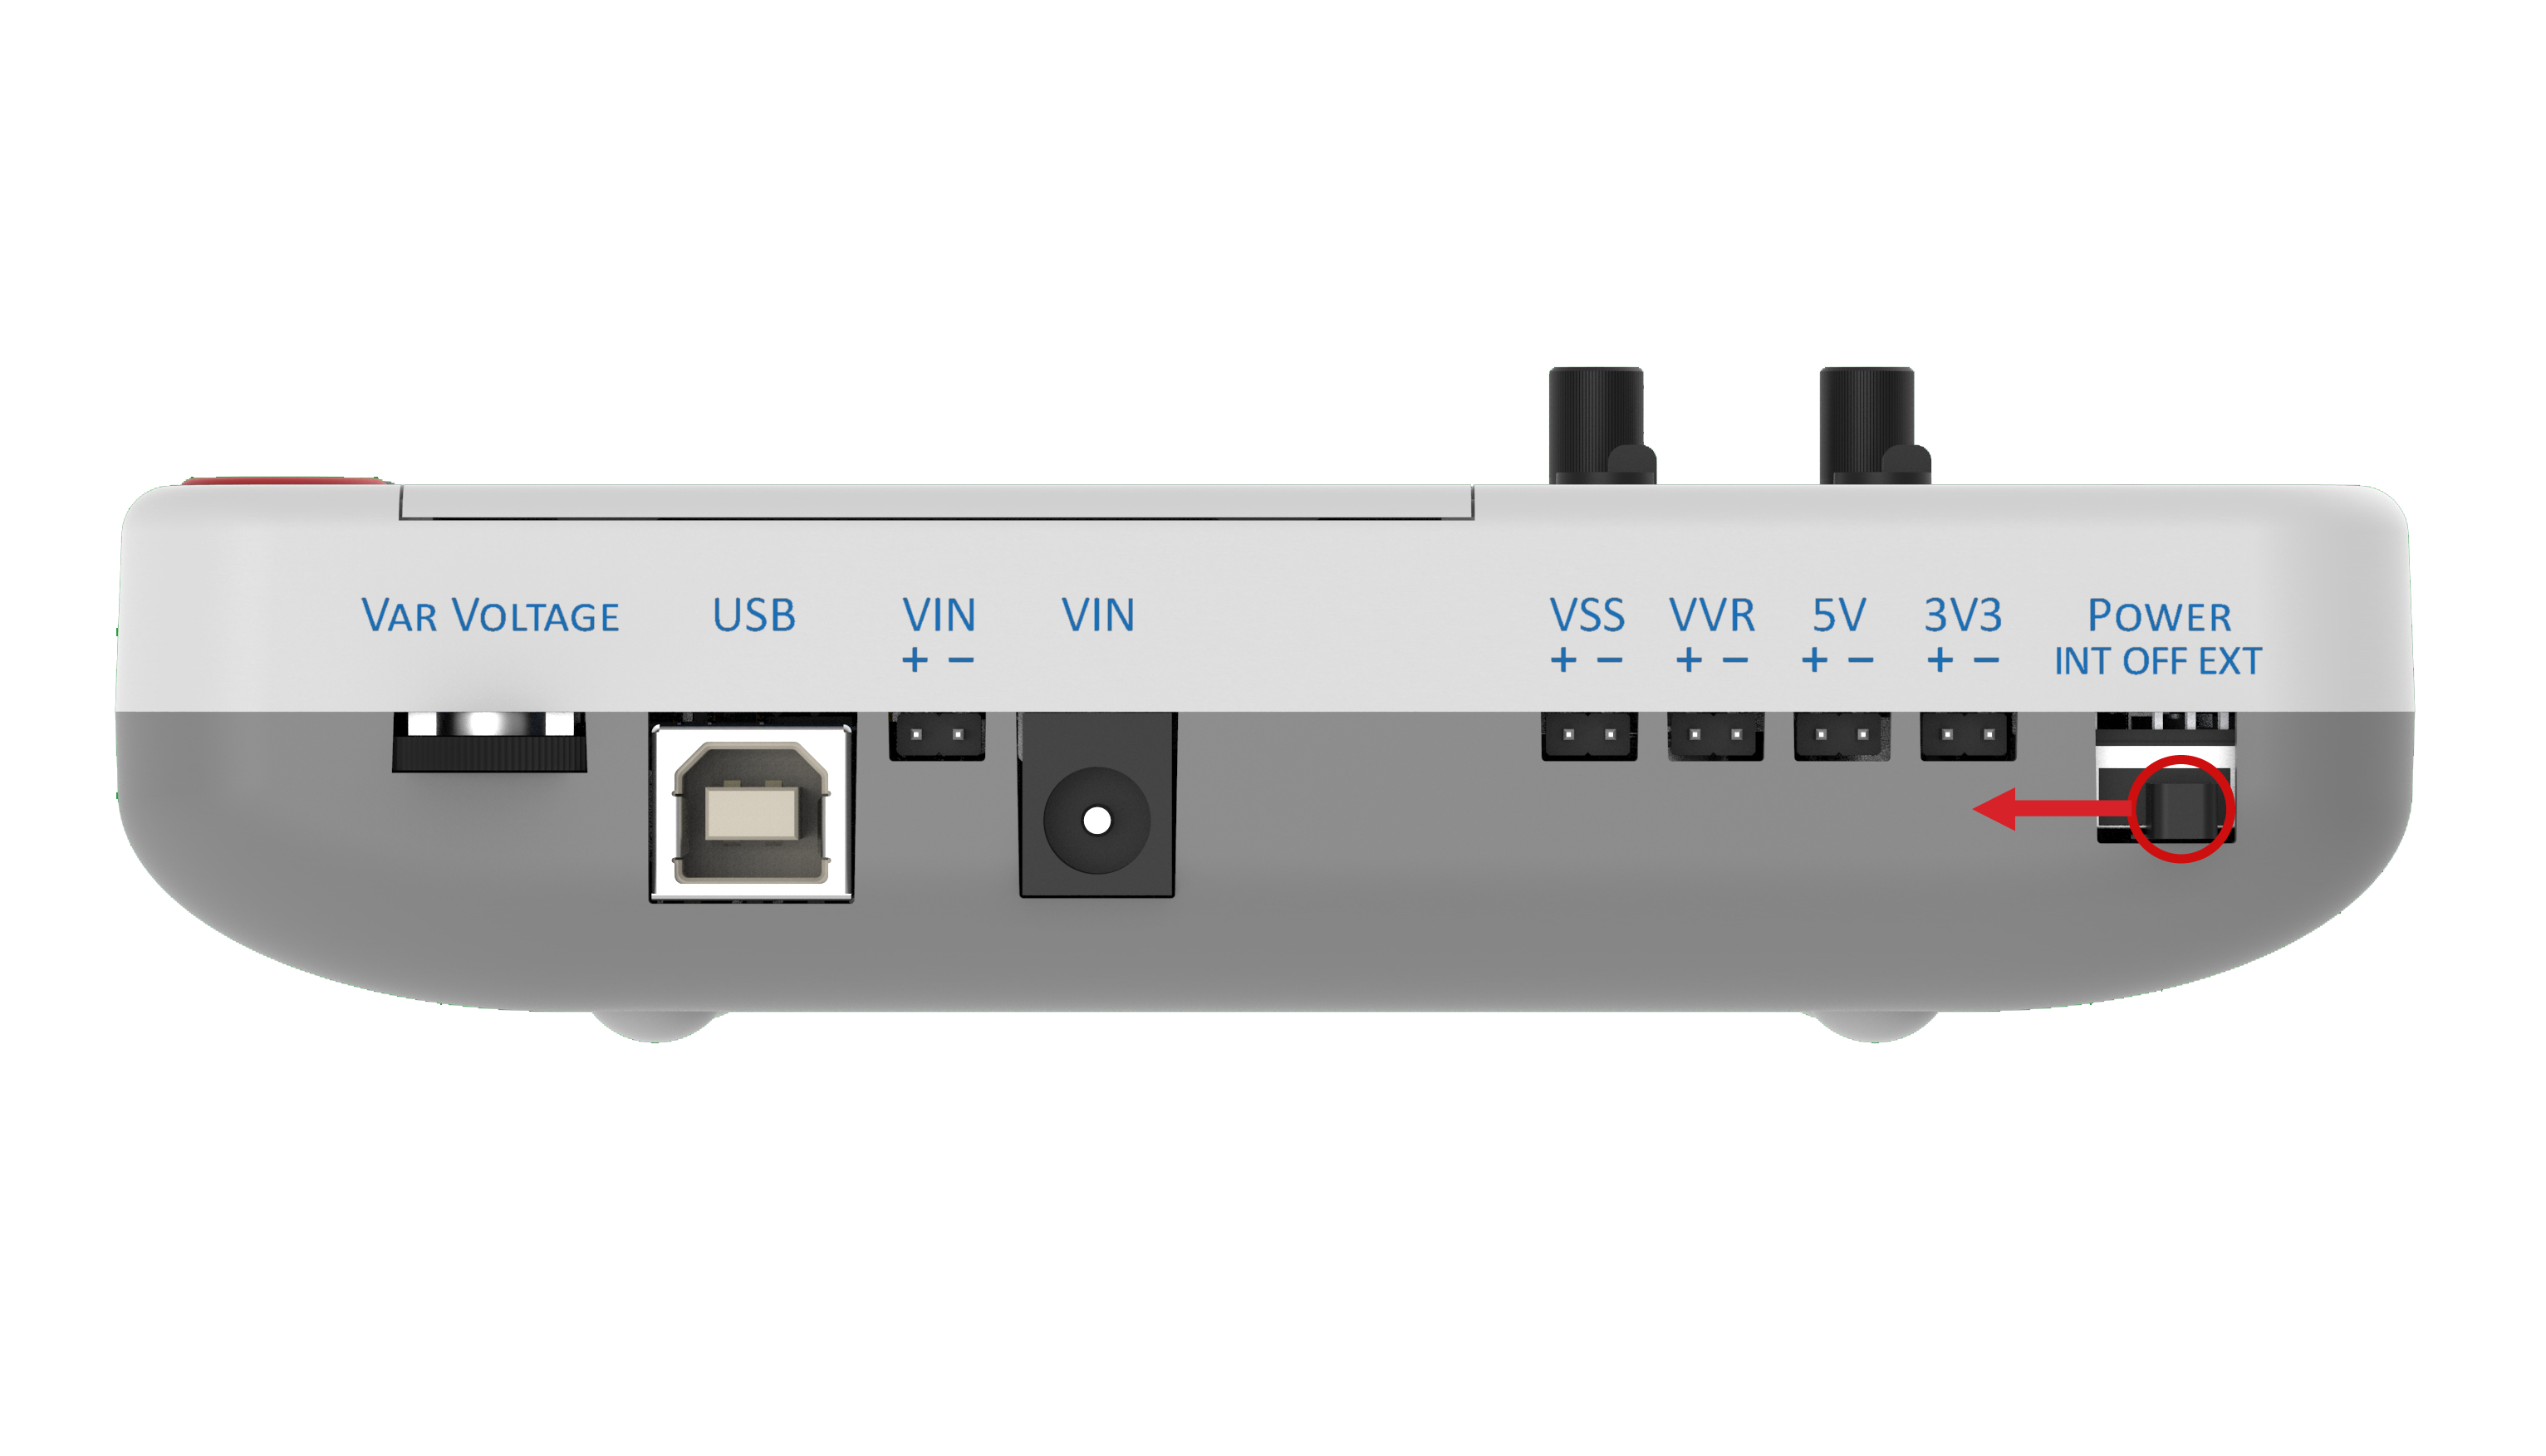 VAR VOLTAGE USB VIN VIN VSS VVR 5V 3V3 POWER
+ − + − + − + − + − INT OFF EXT